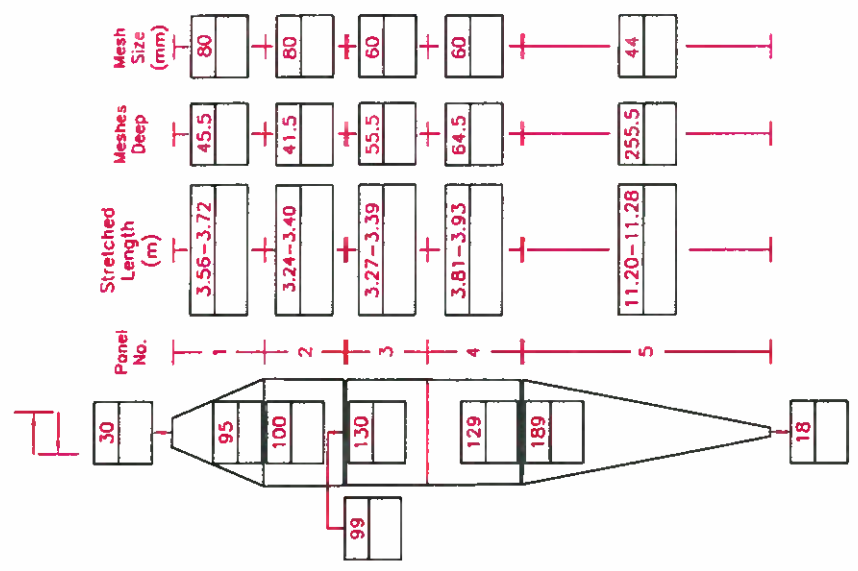 Mesh
Size
(mm)
80
80
60
60
44
Meshes
Deep
45.5
41.5
55.5
64.5
255.5
Stretched
Length
(m)
3.56-3.72
3.24-3.40
3.27-3.39
3.81-3.93
11.20-11.28
Panel
No.
1
2
3
4
5
30
95
100
130
129
189
18
99